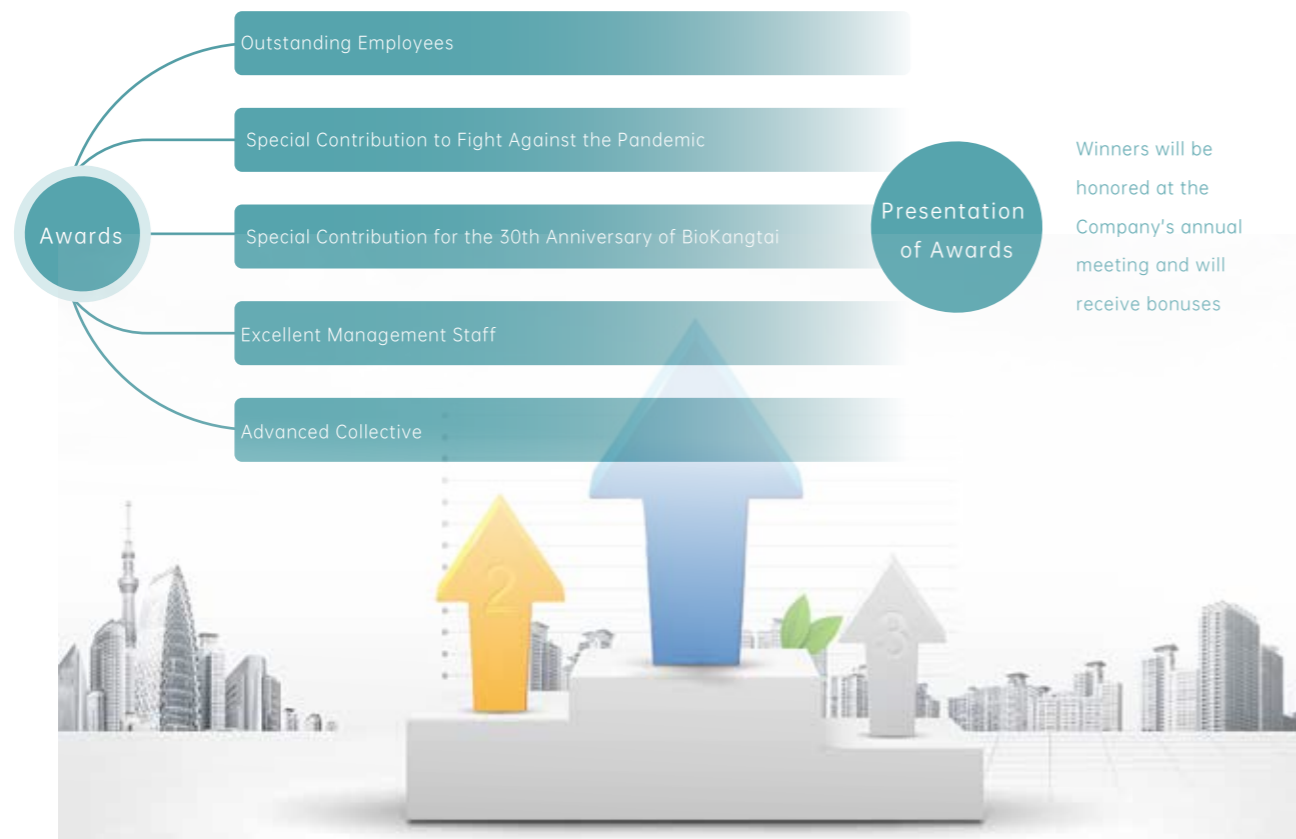 Outstanding Employees
Special Contribution to Fight Against the Pandemic
Awards
Special Contribution for the 30th Anniversary of BioKangtai
Excellent Management Staff
Advanced Collective
Presentation
of Awards
Winners will be
honored at the
Company's annual
meeting and will
receive bonuses
2
3